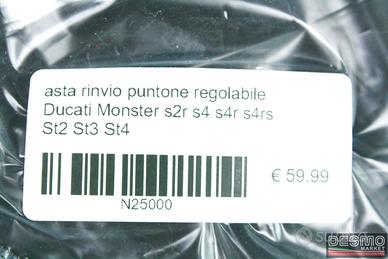 asta rinvio puntone regolabile
Ducati Monster s2r s4 s4r s4rs
St2 St3 St4
€ 59.99
N25000
DESMO
MARKET